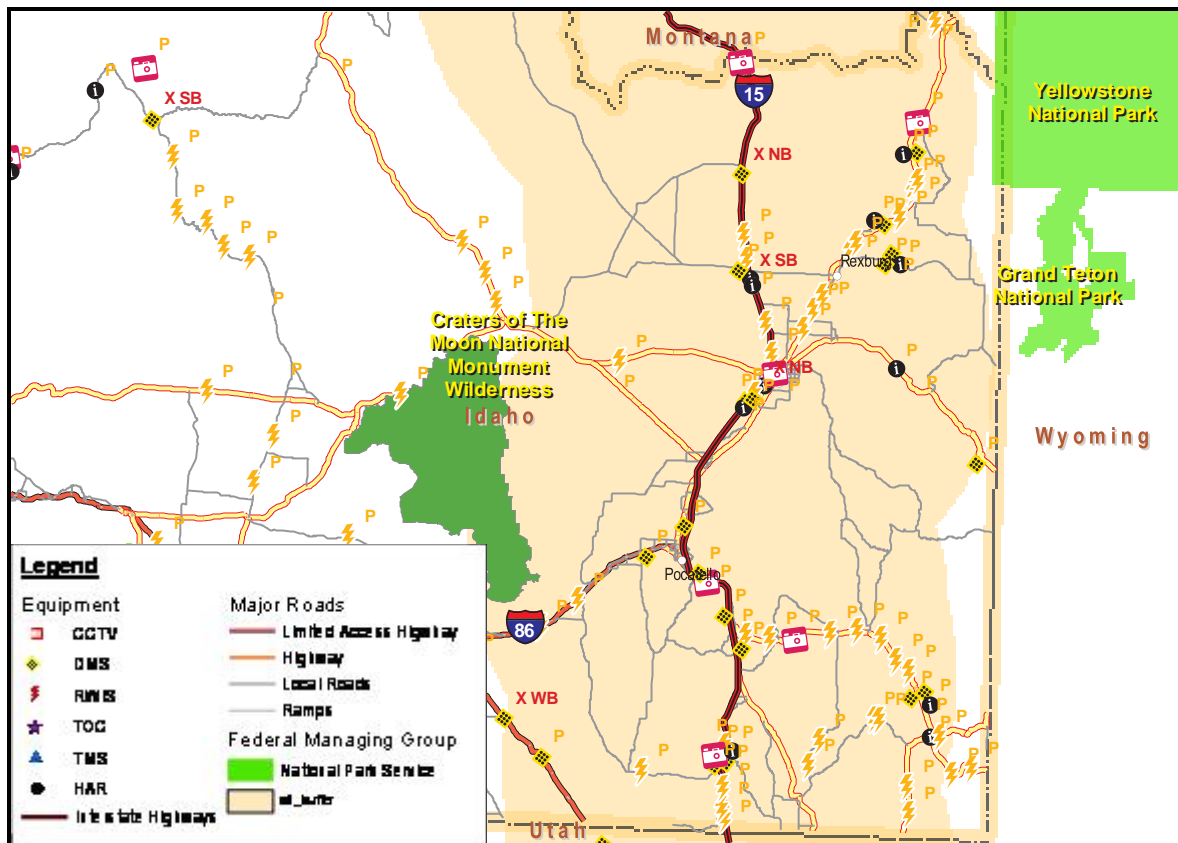 Montana
P
P
P
P
P
P
i
X SB
15
Yellowstone
National Park
X NB
i
i
P
P
P
P
P
P
X SB
Rexburg
Grand Teton
National Park
Craters of The
Moon National
Monument
Wilderness
X NB
i
i
P
P
P
P
Idaho
Wyoming
P
P
P
P
Pocatello
86
P
P
P
X WB
P
P
P
i
i
P
P
Utah
Legend
Equipment
CCTV
DMS
RWIS
TOC
TMS
HAR
Interstate Highways
Major Roads
Limited Access Highway
Highway
Local Roads
Ramps
Federal Managing Group
National Park Service